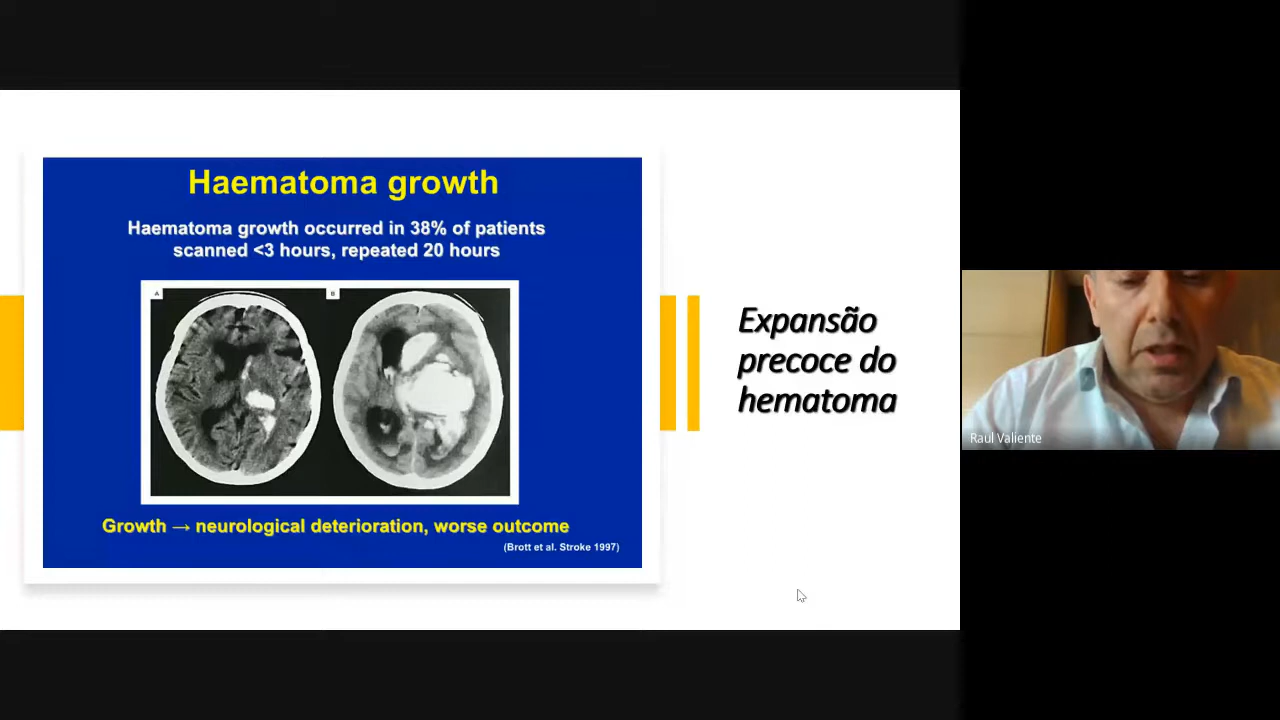 Haematoma growth
Haematoma growth occurred in 38% of patients
scanned <3 hours, repeated 20 hours
A
B
Growth → neurological deterioration, worse outcome
(Brott et al. Stroke 1997)
Expansão
precoce do
hematoma
Raul Valiente